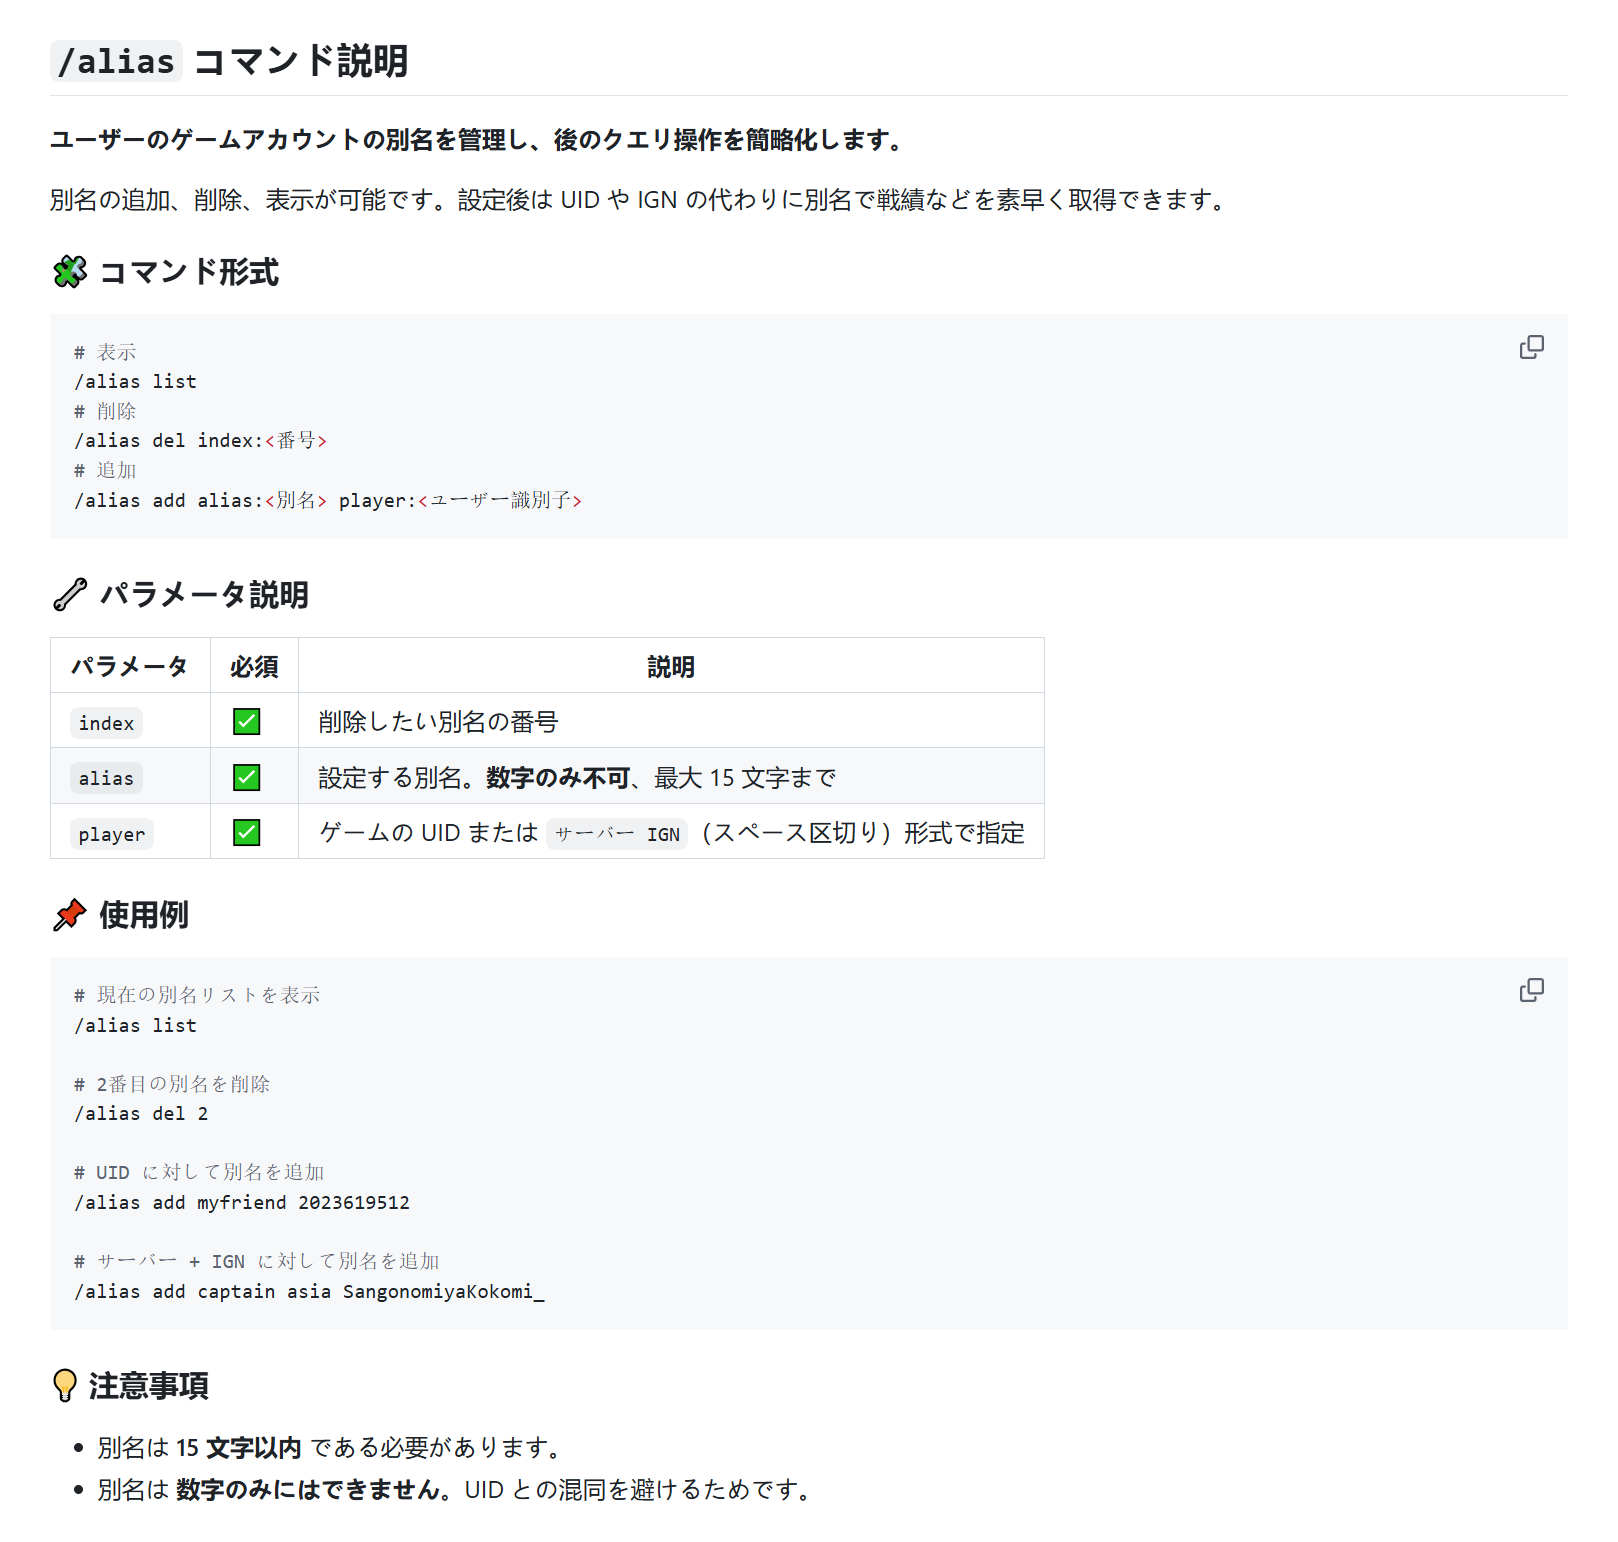 /alias コマンド説明
ユーザーのゲームアカウントの別名を管理し、後のクエリ操作を簡略化します。
別名の追加、削除、表示が可能です。設定後は UID や IGN の代わりに別名で戦績などを素早く取得できます。
コマンド形式
# 表示
/alias list
# 削除
/alias del index:<番号>
# 追加
/alias add alias:<別名> player:<ユーザー識別子>
パラメータ説明
パラメータ 必須 説明
index ✅ 削除したい別名の番号
alias ✅ 設定する別名。数字のみ不可、最大 15 文字まで
player ✅ ゲームの UID または サーバー IGN（スペース区切り）形式で指定
使用例
# 現在の別名リストを表示
/alias list
# 2番目の別名を削除
/alias del 2
# UID に対して別名を追加
/alias add myfriend 2023619512
# サーバー + IGN に対して別名を追加
/alias add captain asia SangonomiyaKokomi_
注意事項
別名は 15 文字以内 である必要があります。
別名は 数字のみにはできません。UID との混同を避けるためです。